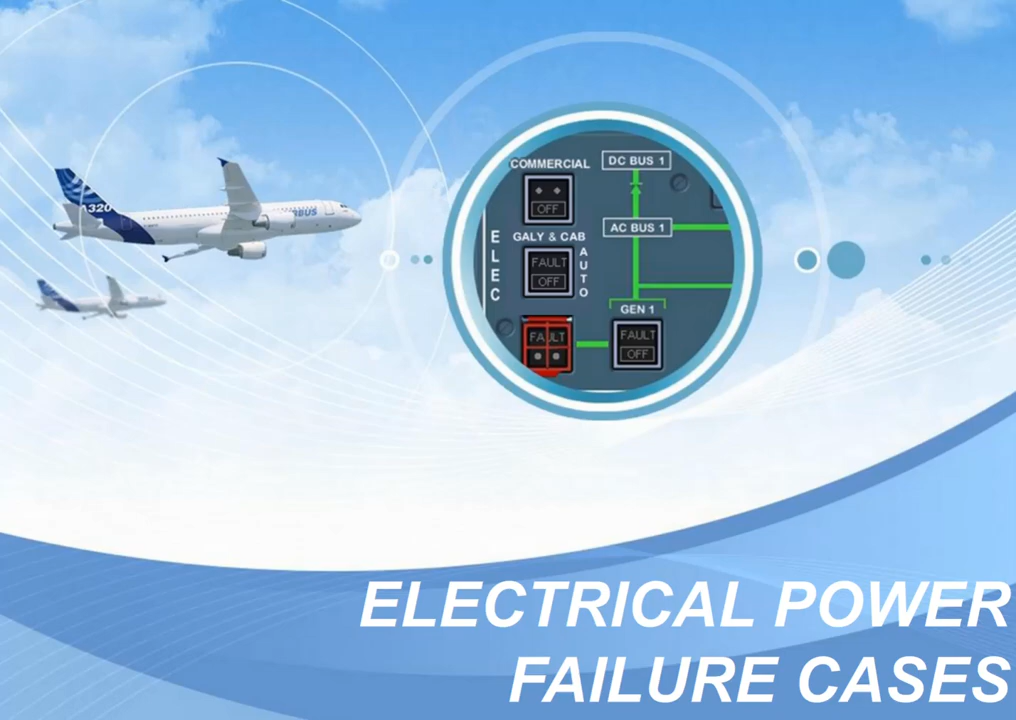 COMMERCIAL
DC BUS 1
OFF
AC BUS 1
ELEC
GALY & CAB
FAULT
OFF
AUTO
GEN 1
FAULT
FAULT
OFF
A320
AIRBUS
ELECTRICAL POWER
FAILURE CASES